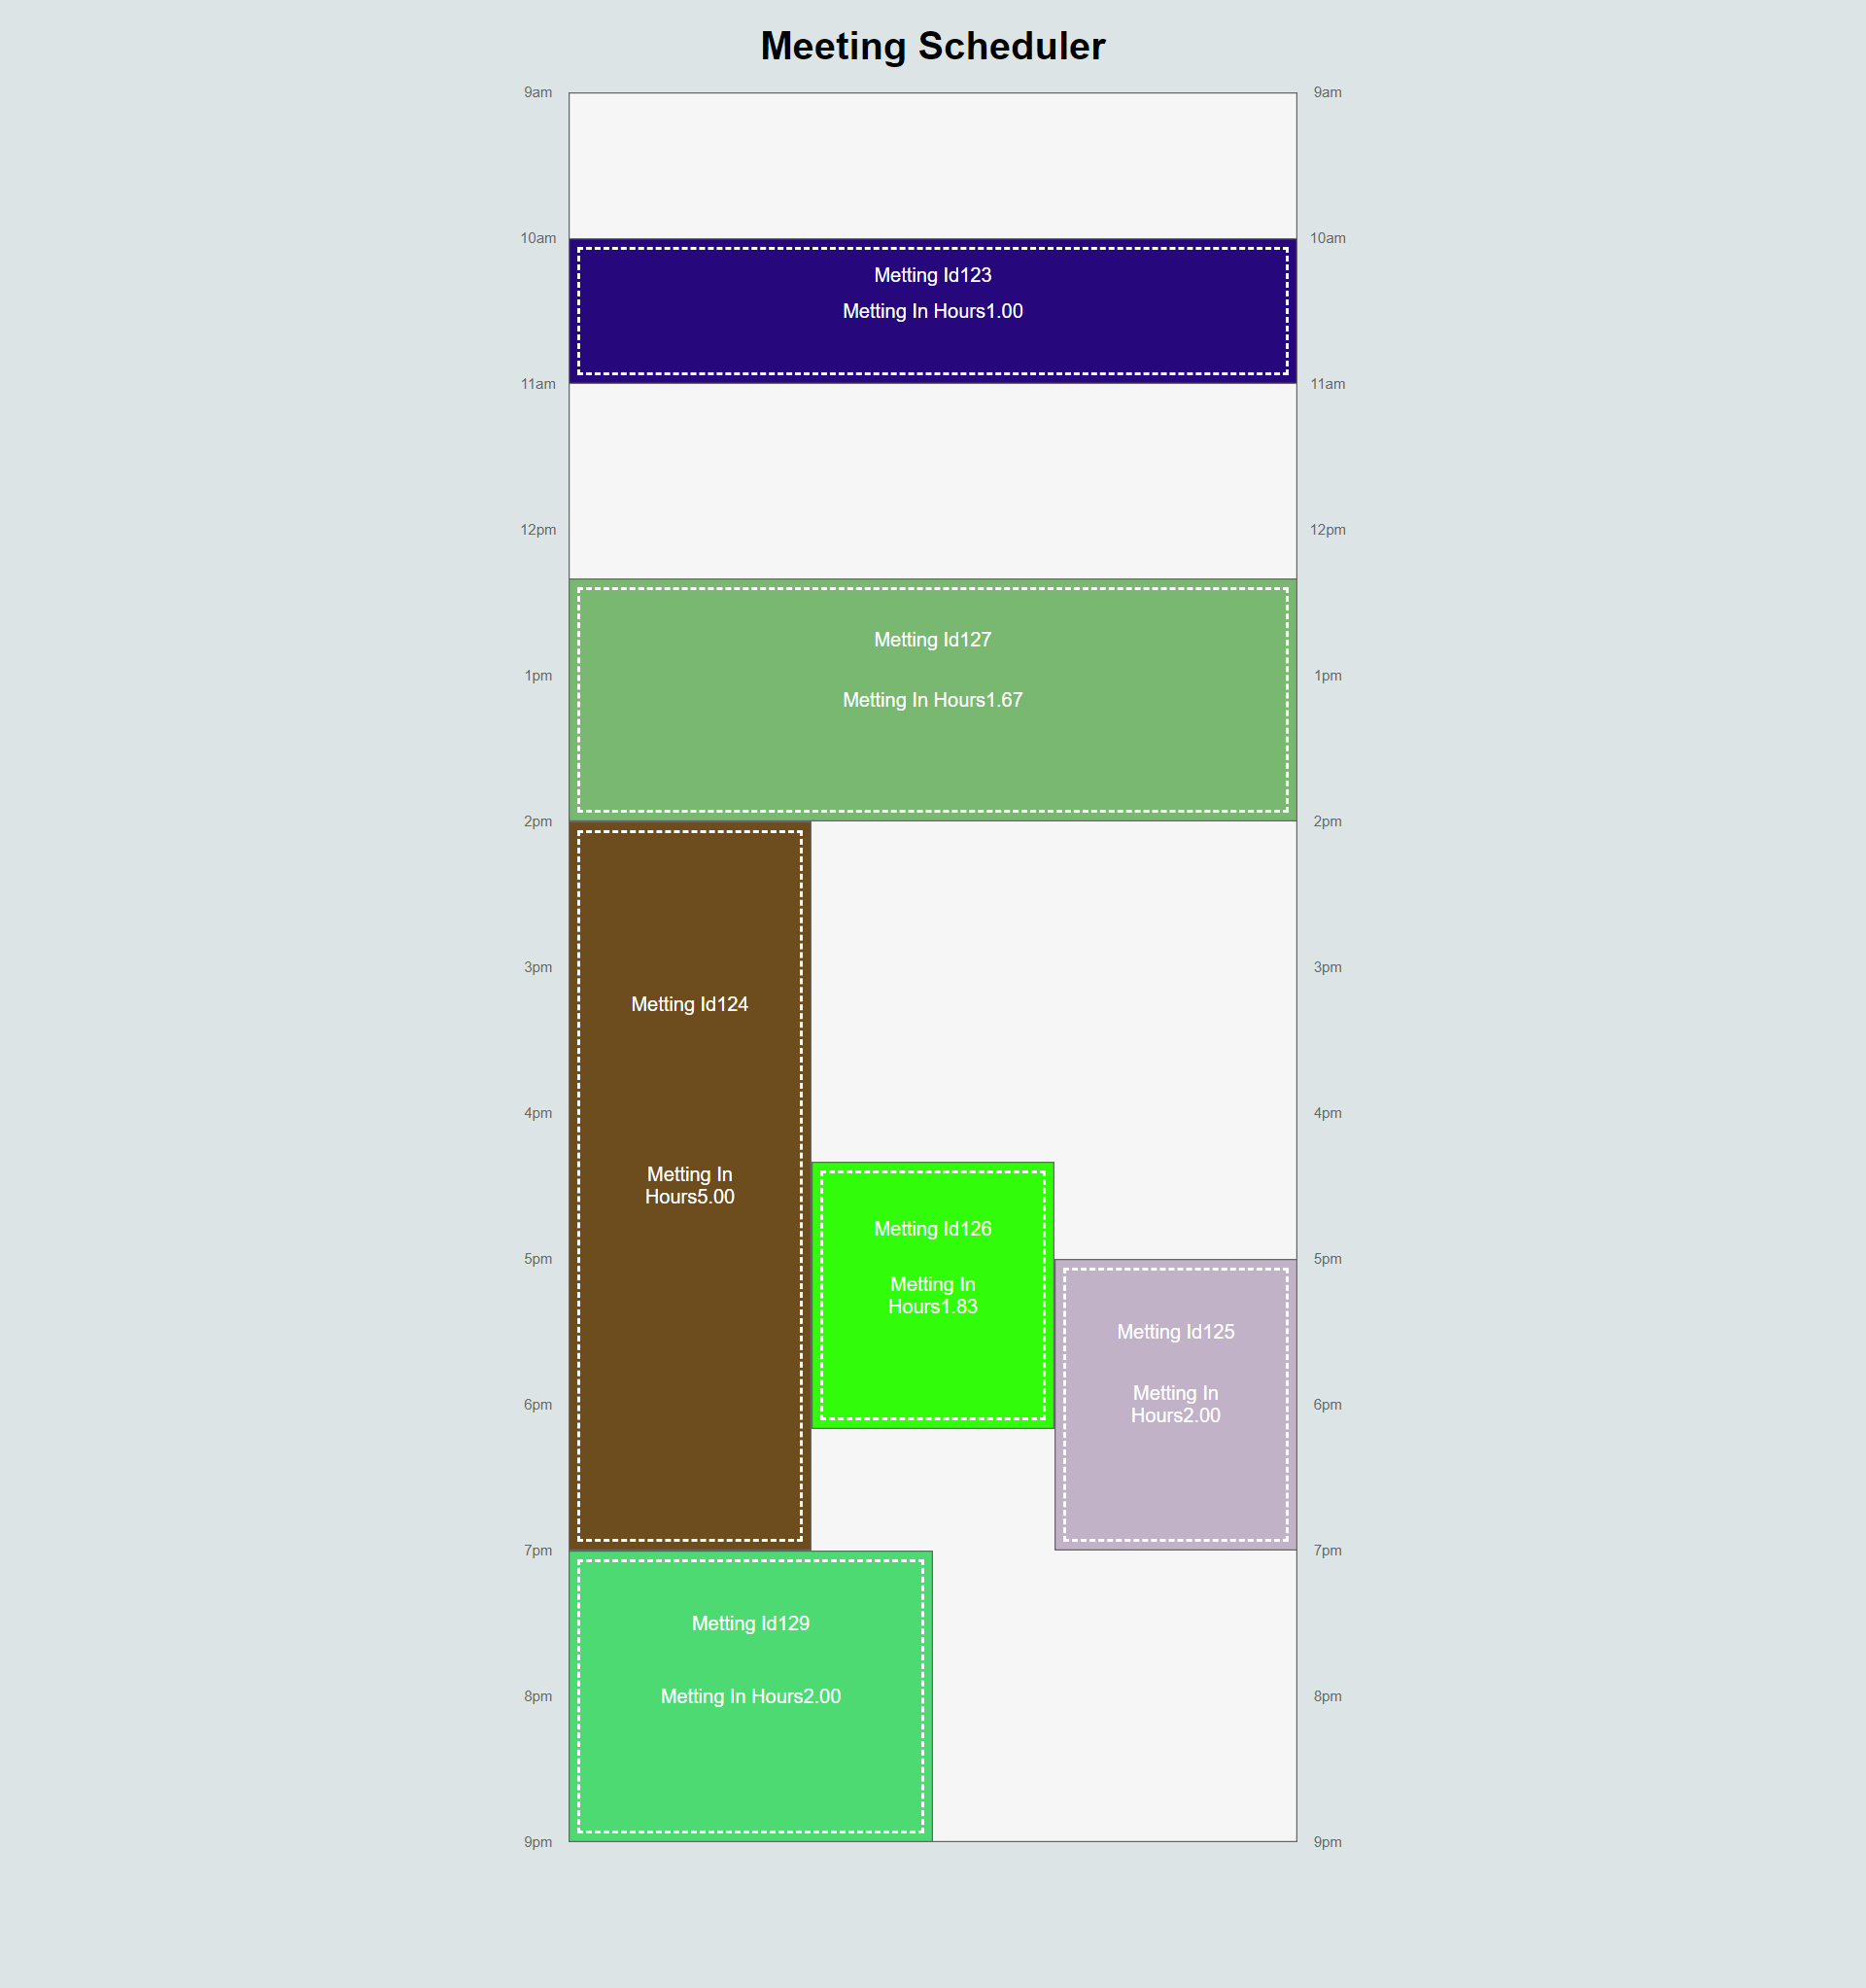 Meeting Scheduler
9am
9am
10am
10am
Metting Id123
Metting In Hours1.00
11am
11am
12pm
12pm
Metting Id127
1pm
1pm
Metting In Hours1.67
2pm
2pm
3pm
3pm
Metting Id124
4pm
4pm
Metting In
Hours5.00
Metting Id126
5pm
5pm
Metting In
Hours1.83
Metting Id125
Metting In
Hours2.00
6pm
6pm
7pm
7pm
Metting Id129
8pm
8pm
Metting In Hours2.00
9pm
9pm